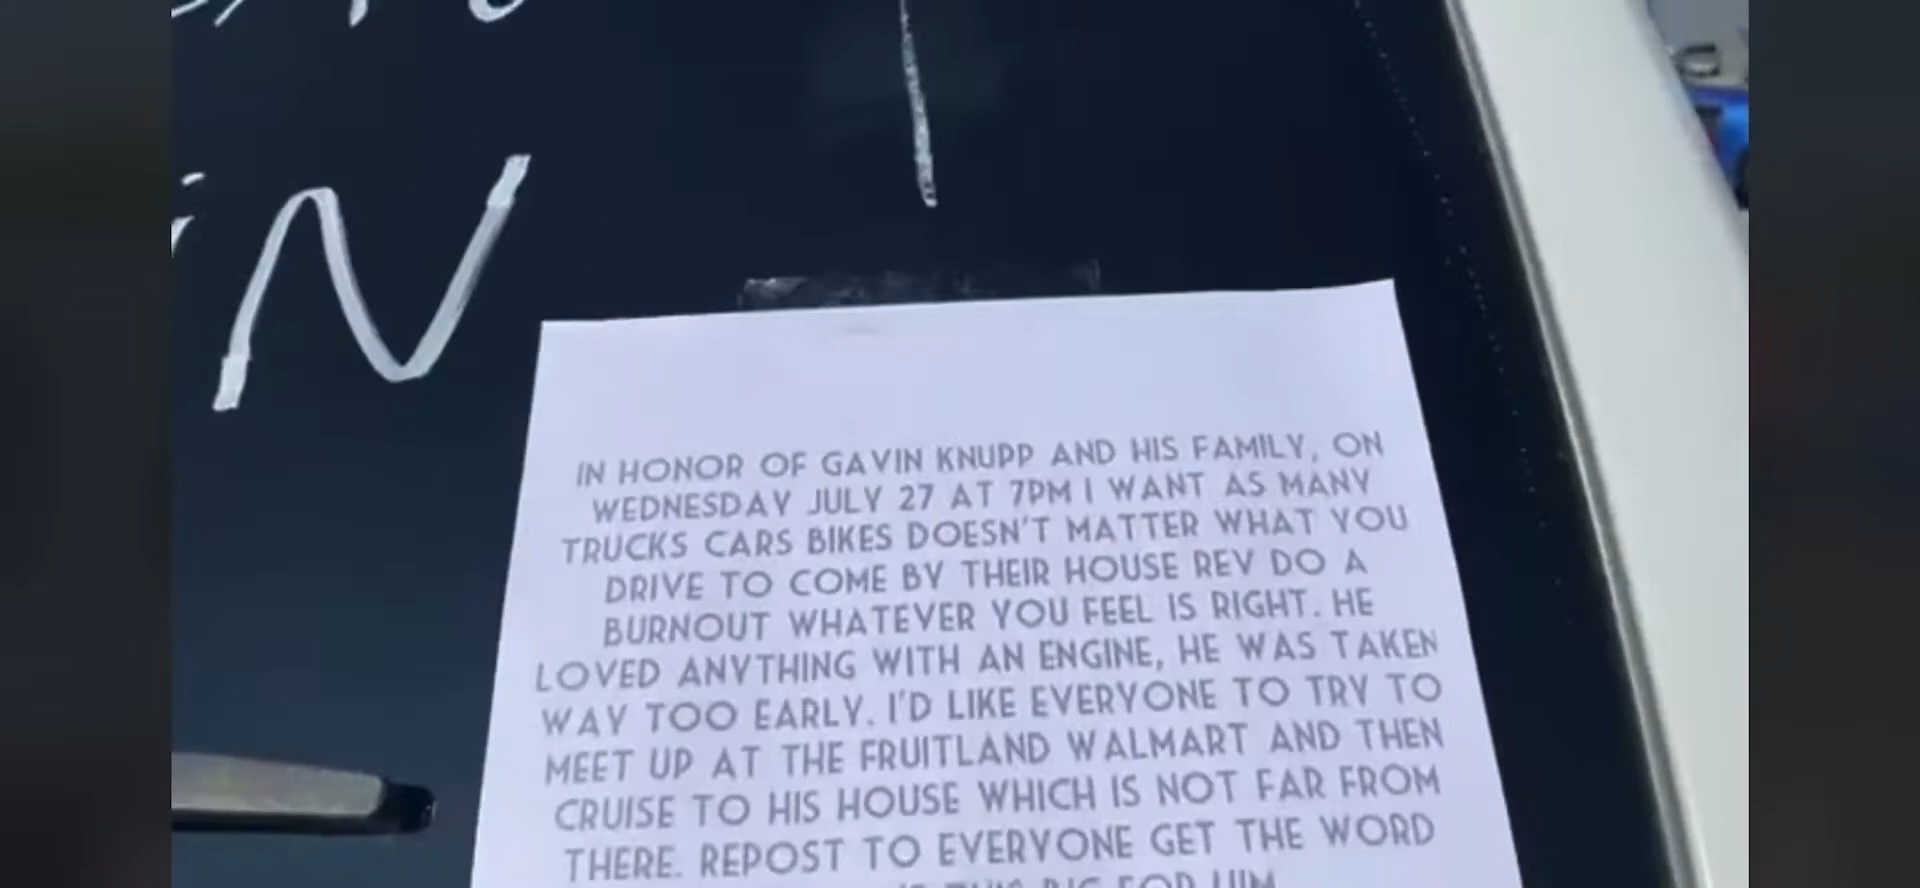 N
IN HONOR OF GAVIN KNUPP AND HIS FAMILY, ON
WEDNESDAY JULY 27 AT 7PM I WANT AS MANY
TRUCKS CARS BIKES DOESN'T MATTER WHAT YOU
DRIVE TO COME BY THEIR HOUSE REV DO A
BURNOUT WHATEVER YOU FEEL IS RIGHT. HE
LOVED ANYTHING WITH AN ENGINE, HE WAS TAKEN
WAY TOO EARLY. I'D LIKE EVERYONE TO TRY TO
MEET UP AT THE FRUITLAND WALMART AND THEN
CRUISE TO HIS HOUSE WHICH IS NOT FAR FROM
THERE. REPOST TO EVERYONE GET THE WORD
THIS BIG FOR HIM